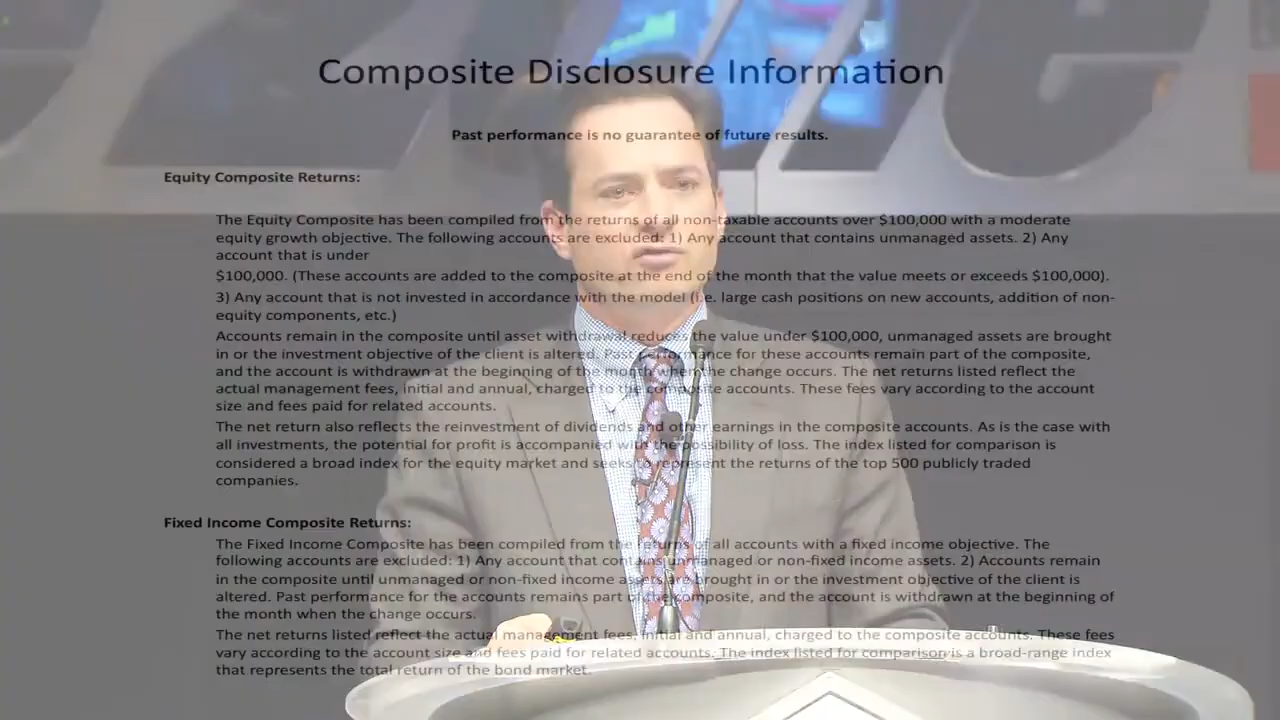 Composite Disclosure Information
Past performance is no guarantee of future results.
Equity Composite Returns:
The Equity Composite has been compiled from the returns of all non-taxable accounts over $100,000 with a moderate
equity growth objective. The following accounts are excluded: 1) Any account that contains unmanaged assets. 2) Any
account that is under
$100,000. (These accounts are added to the composite at the end of the month that the value meets or exceeds $100,000).
3) Any account that is not invested in accordance with the model (i.e. large cash positions on new accounts, addition of non-
equity components, etc.)
Accounts remain in the composite until asset withdrawal reduces the value under $100,000, unmanaged assets are brought
in or the investment objective of the client is altered. Past performance for these accounts remain part of the composite,
and the account is withdrawn at the beginning of the month when the change occurs. The net returns listed reflect the
actual management fees, initial and annual, charged to the composite accounts. These fees vary according to the account
size and fees paid for related accounts.
The net return also reflects the reinvestment of dividends and other earnings in the composite accounts. As is the case with
all investments, the potential for profit is accompanied with the possibility of loss. The index listed for comparison is
considered a broad index for the equity market and seeks to represent the returns of the top 500 publicly traded
companies.
Fixed Income Composite Returns:
The Fixed Income Composite has been compiled from the returns of all accounts with a fixed income objective. The
following accounts are excluded: 1) Any account that contains unmanaged or non-fixed income assets. 2) Accounts remain
in the composite until unmanaged or non-fixed income assets are brought in or the investment objective of the client is
altered. Past performance for the accounts remains part of the composite, and the account is withdrawn at the beginning of
the month when the change occurs.
The net returns listed reflect the actual management fees, initial and annual, charged to the composite accounts. These fees
vary according to the account size and fees paid for related accounts. The index listed for comparison is a broad-range index
that represents the total return of the bond market.